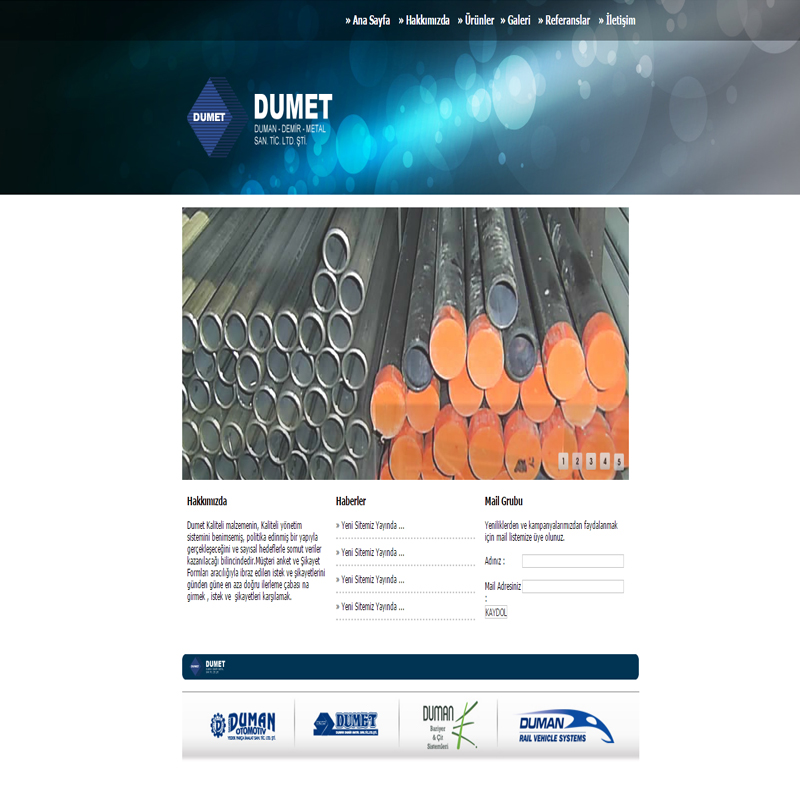 » Ana Sayfa » Hakkımızda » Ürünler » Galeri » Referanslar » İletişim
DUMET
DUMET
DUMAN - DEMİR - METAL
SAN. TİC. LTD. ŞTİ.
1 2 3 4 5
Hakkımızda
Dumet Kaliteli malzemenin, Kaliteli yönetim
sistemini benimsemiş, politika edinmiş bir yapıyla
gerçekleşeceğini ve sayısal hedeflerle somut veriler
kazanılacağı bilincindedir.Müşteri anket ve Şikayet
Formları aracılığıyla ibraz edilen istek ve şikayetlerini
günden güne en aza doğru ilerleme çabası na
girmek , istek ve şikayetleri karşılamak.
Haberler
» Yeni Sitemiz Yayında ...
» Yeni Sitemiz Yayında ...
» Yeni Sitemiz Yayında ...
» Yeni Sitemiz Yayında ...
Mail Grubu
Yeniliklerden ve kampanyalarımızdan faydalanmak
için mail listemize üye olunuz.
Adınız :
Mail Adresiniz
:
KAYDOL
DUMET
DUMAN
OTOMOTİV
DUMET
DUMAN
Bariyer
& Çit
Sistemleri
DUMAN
RAIL VEHICLE SYSTEMS